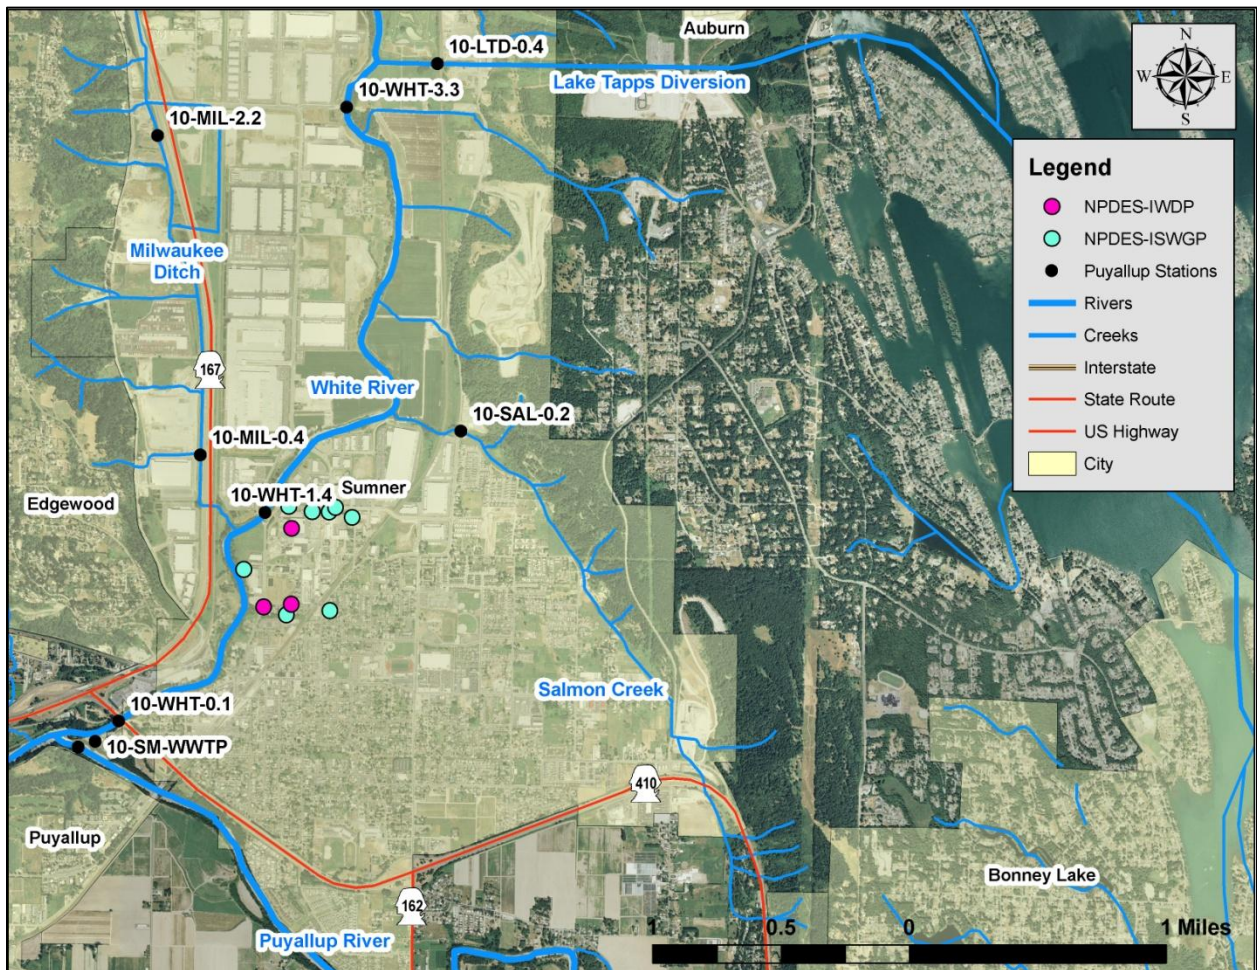 Auburn
N
W
E
S
10-LTD-0.4
Lake Tapps Diversion
10-WHT-3.3
10-MIL-2.2
Legend
NPDES-IWDP
NPDES-ISWGP
Puyallup Stations
Rivers
Creeks
Interstate
State Route
US Highway
City
Milwaukee
Ditch
167
White River
10-SAL-0.2
10-MIL-0.4
Edgewood
10-WHT-1.4
Sumner
Salmon Creek
10-WHT-0.1
10-SM-WWTP
410
Puyallup
Bonney Lake
162
Puyallup River
1
0.5
0
1 Miles